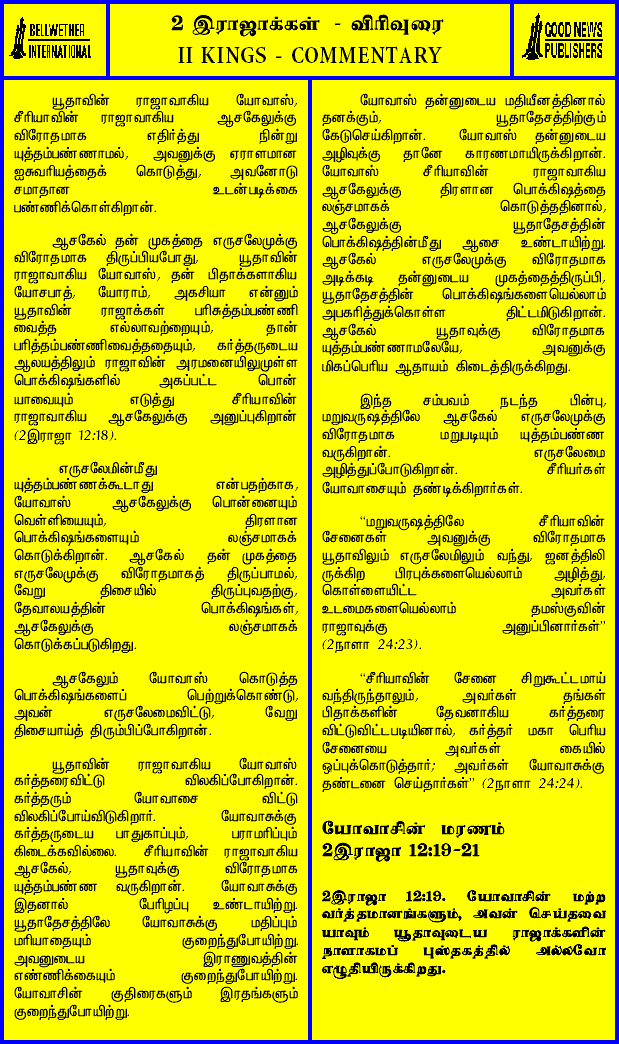 BELLWETHER
INTERNATIONAL
2 இராஜாக்கள் - விரிவுரை
II KINGS - COMMENTARY
GOOD NEWS
PUBLISHERS
யூதாவின் ராஜாவாகிய யோவாஸ்,
சீரியாவின் ராஜாவாகிய ஆசகேலுக்கு
விரோதமாக எதிர்த்து நின்று
யுத்தம்பண்ணாமல், அவனுக்கு ஏராளமான
ஐசுவரியத்தைக் கொடுத்து, அவனோடு
சமாதான உடன்படிக்கை
பண்ணிக்கொள்கிறான்.
ஆசகேல் தன் முகத்தை எருசலேமுக்கு
விரோதமாக திருப்பியபோது, யூதாவின்
ராஜாவாகிய யோவாஸ், தன் பிதாக்களாகிய
யோசபாத், யோராம், அகசியா என்னும்
யூதாவின் ராஜாக்கள் பரிசுத்தம்பண்ணி
வைத்த எல்லாவற்றையும், தான்
பரித்தம்பண்ணிவைத்ததையும், கர்த்தருடைய
ஆலயத்திலும் ராஜாவின் அரமனையிலுமுள்ள
பொக்கிஷங்களில் அகப்பட்ட பொன்
யாவையும் எடுத்து சீரியாவின்
ராஜாவாகிய ஆசகேலுக்கு அனுப்புகிறான்
(2இராஜா 12:18).
எருசலேமின்மீது
யுத்தம்பண்ணக்கூடாது என்பதற்காக,
யோவாஸ் ஆசகேலுக்கு பொன்னையும்
வெள்ளியையும், திரளான
பொக்கிஷங்களையும் லஞ்சமாகக்
கொடுக்கிறான். ஆசகேல் தன் முகத்தை
எருசலேமுக்கு விரோதமாகத் திருப்பாமல்,
வேறு திசையில் திருப்புவதற்கு,
தேவாலயத்தின் பொக்கிஷங்கள்,
ஆசகேலுக்கு லஞ்சமாகக்
கொடுக்கப்படுகிறது.
ஆசகேலும் யோவாஸ் கொடுத்த
பொக்கிஷங்களைப் பெற்றுக்கொண்டு,
அவன் எருசலேமைவிட்டு, வேறு
திசையாய்த் திரும்பிப்போகிறான்.
யூதாவின் ராஜாவாகிய யோவாஸ்
கர்த்தரைவிட்டு விலகிப்போகிறான்.
கர்த்தரும் யோவாசை விட்டு
விலகிப்போய்விடுகிறார். யோவாசுக்கு
கர்த்தருடைய பாதுகாப்பும், பராமரிப்பும்
கிடைக்கவில்லை. சீரியாவின் ராஜாவாகிய
ஆசகேல், யூதாவுக்கு விரோதமாக
யுத்தம்பண்ண வருகிறான். யோவாசுக்கு
இதனால் பேரிழப்பு உண்டாயிற்று.
யூதாதேசத்திலே யோவாசுக்கு மதிப்பும்
மரியாதையும் குறைந்துபோயிற்று.
அவனுடைய இராணுவத்தின்
எண்ணிக்கையும் குறைந்துபோயிற்று.
யோவாசின் குதிரைகளும் இரதங்களும்
குறைந்துபோயிற்று.
யோவாஸ் தன்னுடைய மதியீனத்தினால்
தனக்கும், யூதாதேசத்திற்கும்
கேடுசெய்கிறான். யோவாஸ் தன்னுடைய
அழிவுக்கு தானே காரணமாயிருக்கிறான்.
யோவாஸ் சீரியாவின் ராஜாவாகிய
ஆசகேலுக்கு திரளான பொக்கிஷத்தை
லஞ்சமாகக் கொடுத்ததினால்,
ஆசகேலுக்கு யூதாதேசத்தின்
பொக்கிஷத்தின்மீது ஆசை உண்டாயிற்று.
ஆசகேல் எருசலேமுக்கு விரோதமாக
அடிக்கடி தன்னுடைய முகத்தைத்திருப்பி,
யூதாதேசத்தின் பொக்கிஷங்களையெல்லாம்
அபகரித்துக்கொள்ள திட்டமிடுகிறான்.
ஆசகேல் யூதாவுக்கு விரோதமாக
யுத்தம்பண்ணாமலேயே, அவனுக்கு
மிகப்பெரிய ஆதாயம் கிடைத்திருக்கிறது.
இந்த சம்பவம் நடந்த பின்பு,
மறுவருஷத்திலே ஆசகேல் எருசலேமுக்கு
விரோதமாக மறுபடியும் யுத்தம்பண்ண
வருகிறான். எருசலேமை
அழித்துப்போடுகிறான். சீரியர்கள்
யோவாசையும் தண்டிக்கிறார்கள்.
“மறுவருஷத்திலே சீரியாவின்
சேனைகள் அவனுக்கு விரோதமாக
யூதாவிலும் எருசலேமிலும் வந்து, ஜனத்திலி
ருக்கிற பிரபுக்களையெல்லாம் அழித்து,
கொள்ளையிட்ட அவர்கள்
உடமைகளையெல்லாம் தமஸ்குவின்
ராஜாவுக்கு அனுப்பினார்கள்”
(2நாளா 24:23).
“சீரியாவின் சேனை சிறுகூட்டமாய்
வந்திருந்தாலும், அவர்கள் தங்கள்
பிதாக்களின் தேவனாகிய கர்த்தரை
விட்டுவிட்டபடியினால், கர்த்தர் மகா பெரிய
சேனையை அவர்கள் கையில்
ஒப்புக்கொடுத்தார்; அவர்கள் யோவாசுக்கு
தண்டனை செய்தார்கள்” (2நாளா 24:24).
யோவாசின் மரணம்
2இராஜா 12:19-21
2இராஜா 12:19. யோவாசின் மற்ற
வர்த்தமானங்களும், அவன் செய்தவை
யாவும் யூதாவுடைய ராஜாக்களின்
நாளாகமப் புஸ்தகத்தில் அல்லவோ
எழுதியிருக்கிறது.